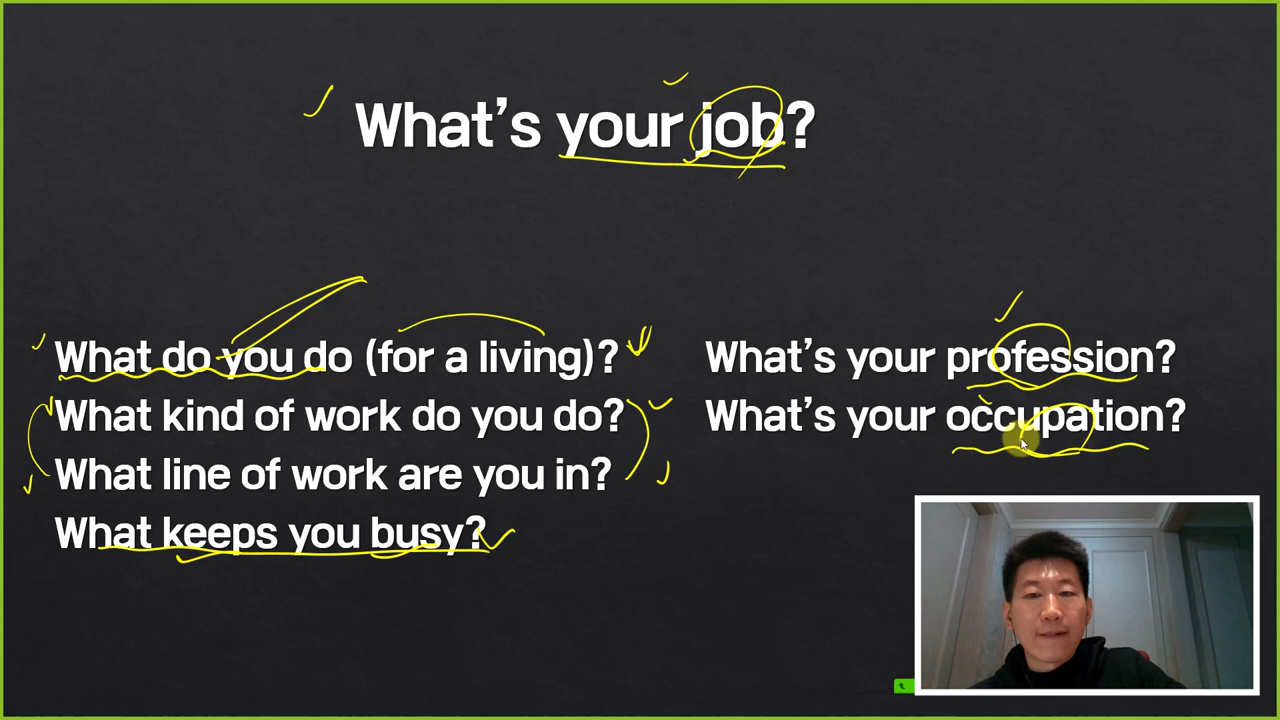 What's your job?
What do you do (for a living)?
What kind of work do you do?
What line of work are you in?
What keeps you busy?
What's your profession?
What's your occupation?